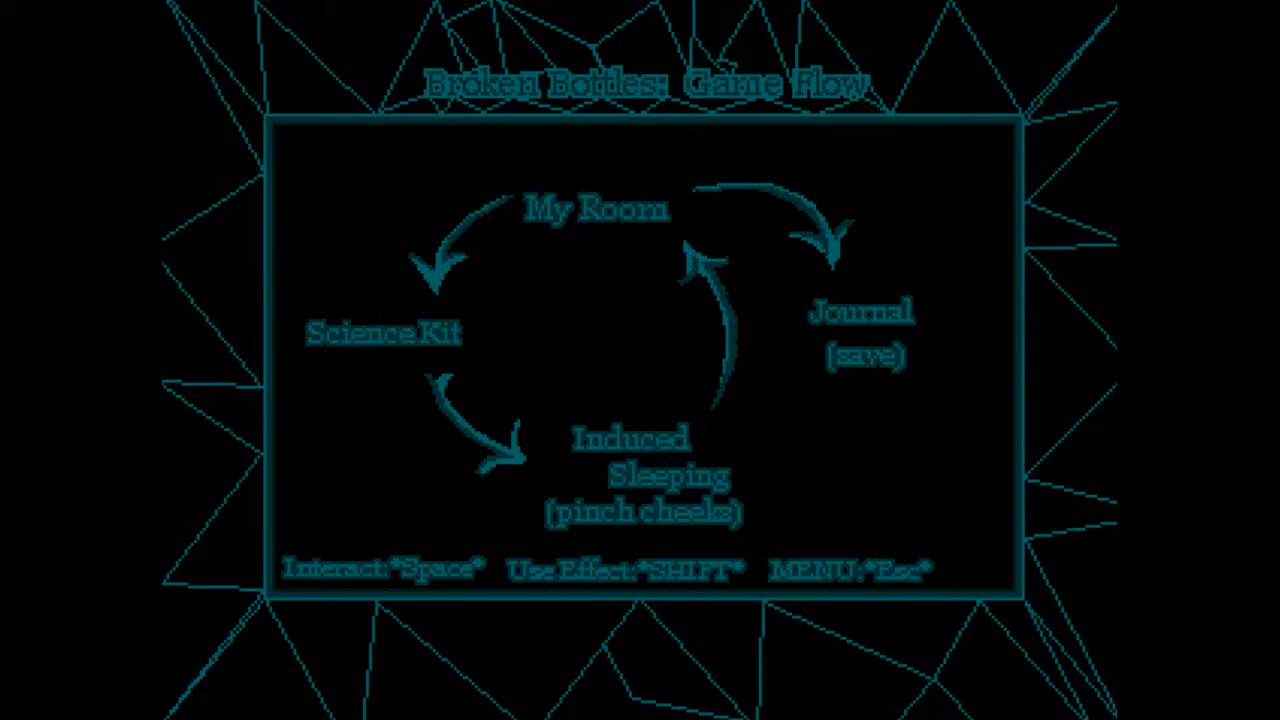 Broken Bottles: Game Flow
My Room
Science Kit
Journal
(save)
Induced
Sleeping
(pinch cheeks)
Interact:"Space" Use Effect:"SHIFT" MENU:"Esc"